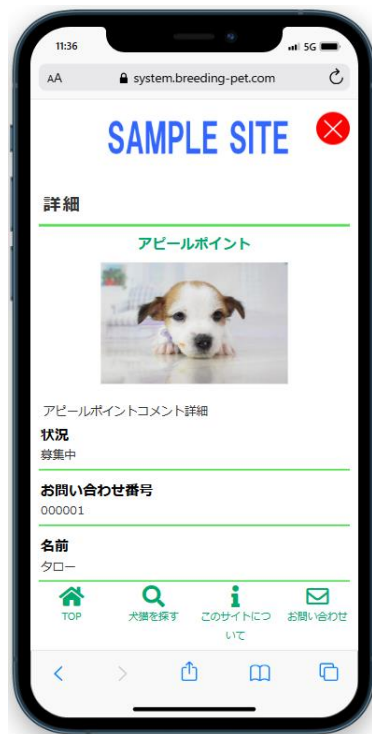 11:36
5G
AA
system.breeding-pet.com
SAMPLE SITE
詳細
アピールポイント
アピールポイントコメント詳細
状況
募集中
お問い合わせ番号
000001
名前
タロー
TOP
犬猫を探す
このサイトにつ
いて
お問い合わせ